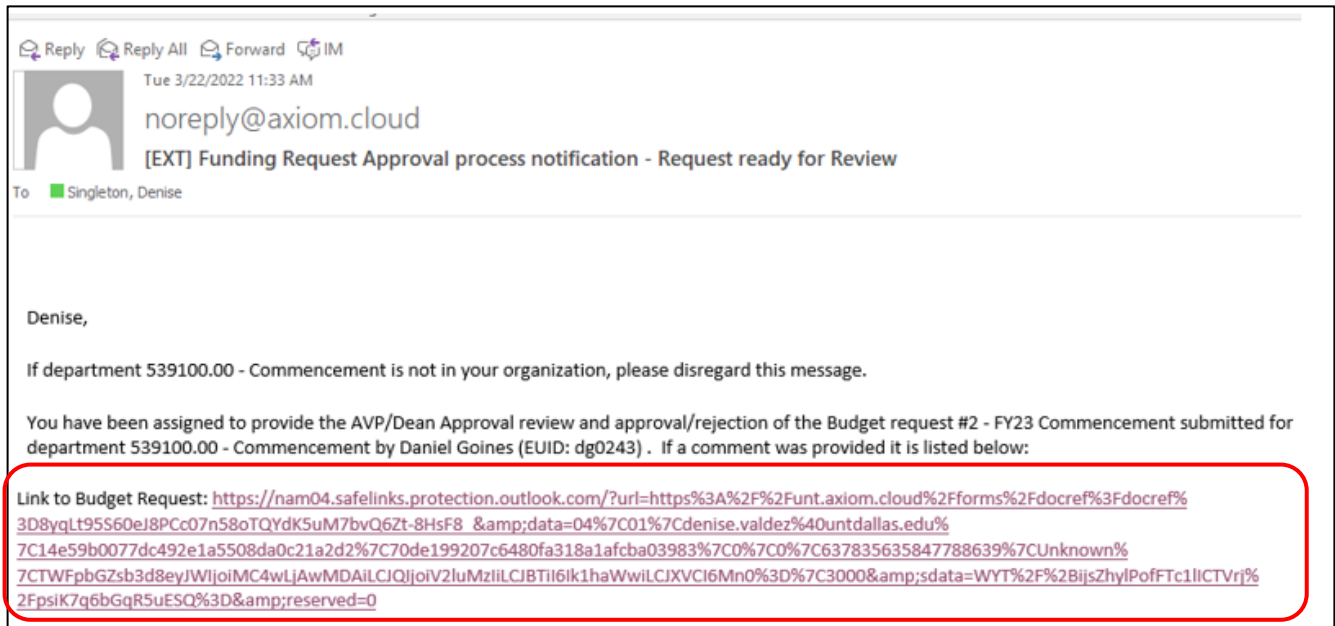 Reply Reply All Forward IM
Tue 3/22/2022 11:33 AM
noreply@axiom.cloud
[EXT] Funding Request Approval process notification - Request ready for Review
To Singleton, Denise
Denise,
If department 539100.00 - Commencement is not in your organization, please disregard this message.
You have been assigned to provide the AVP/Dean Approval review and approval/rejection of the Budget request #2 - FY23 Commencement submitted for
department 539100.00 - Commencement by Daniel Goines (EUID: dg0243) . If a comment was provided it is listed below:
Link to Budget Request: https://nam04.safelinks.protection.outlook.com/?url=https%3A%2F%2Funt.axiom.cloud%2Fforms%2Fdocref%3Fdocref%
3D8yqLt95S60eJ8PCc07n58oTQYdK5uM7bvQ6Zt-8HsF8_&amp;data=04%7C01%7Cdenise.valdez%40untdallas.edu%
7C14e59b0077dc492e1a5508da0c21a2d2%7C70de199207c6480fa318a1afcba03983%7C0%7C0%7C637835635847788639%7CUnknown%
7CTWFpbGZsb3d8eyJWIjoiMC4wLjAwMDAiLCJQIjoiV2luMzIiLCJBTiI6Ik1haWwiLCJXVCI6Mn0%3D%7C3000&amp;sdata=WYT%2F%2BijsZhylPofFTc1lICTVrj%
2FpsiK7q6bGqR5uESQ%3D&amp;reserved=0